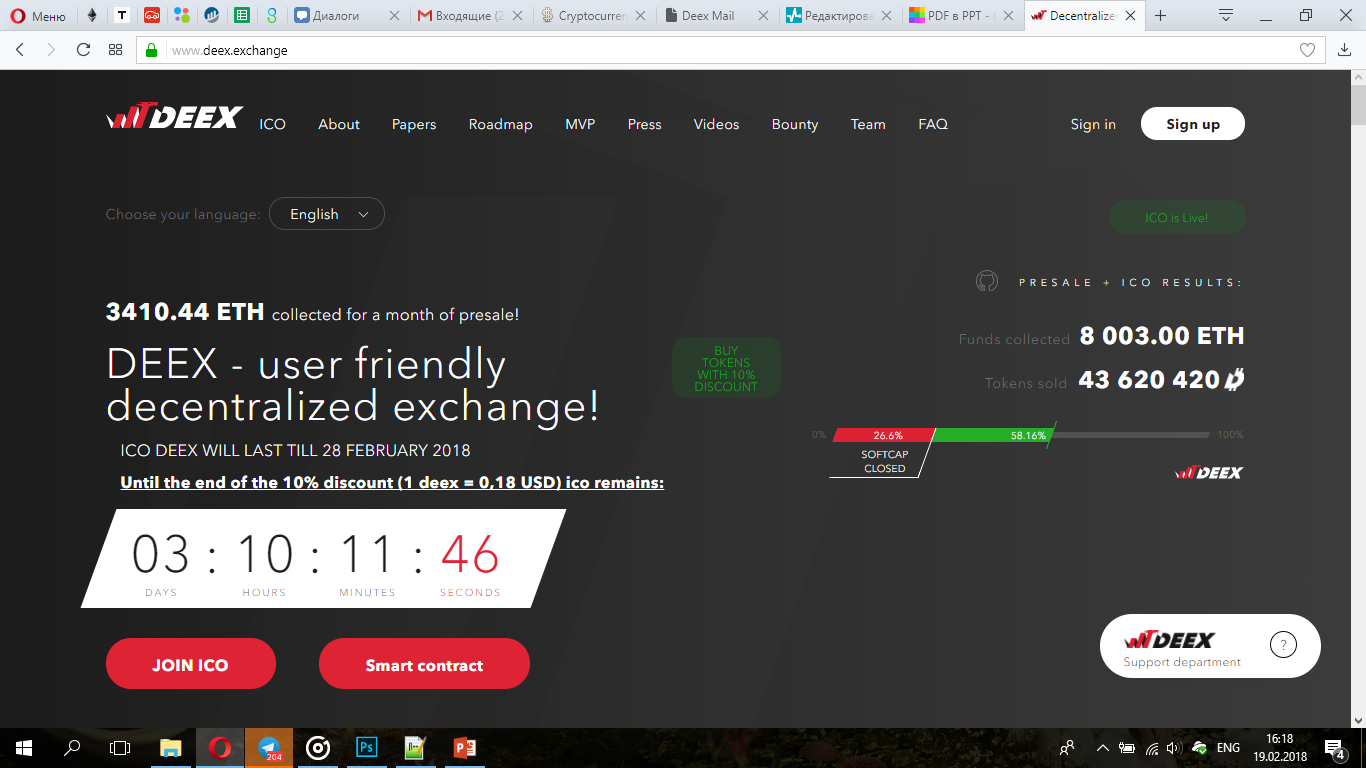 Меню
Диалоги
Входящие (2
Cryptocurren
Deex Mail
Редактирова
PDF в PPT -
Decentralize
www.deex.exchange
DEEX
ICO
About
Papers
Roadmap
MVP
Press
Videos
Bounty
Team
FAQ
Sign in
Sign up
Choose your language:
English
ICO is Live!
PRESALE + ICO RESULTS:
3410.44 ETH collected for a month of presale!
Funds collected 8 003.00 ETH
DEEX - user friendly
decentralized exchange!
BUY
TOKENS
WITH 10%
DISCOUNT
Tokens sold 43 620 420
0%
26.6%
58.16%
100%
SOFTCAP
CLOSED
DEEX
ICO DEEX WILL LAST TILL 28 FEBRUARY 2018
Until the end of the 10% discount (1 deex = 0,18 USD) ico remains:
03 : 10 : 11 : 46
DAYS HOURS MINUTES SECONDS
JOIN ICO
Smart contract
DEEX
Support department
?
204
Ps
ENG
16:18
19.02.2018
4